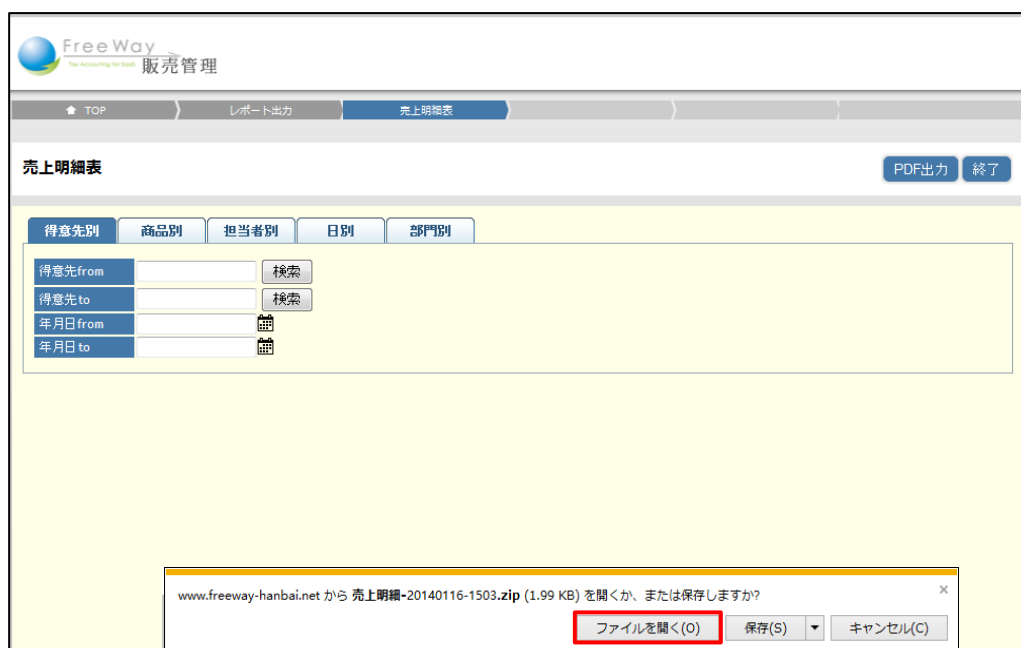 FreeWay
Tax Accounting for SaaS
販売管理
TOP
レポート出力
売上明細表
売上明細表
PDF出力
終了
得意先別
商品別
担当者別
日別
部門別
得意先from
検索
得意先to
検索
年月日from
年月日to
www.freeway-hanbai.net から 売上明細-20140116-1503.zip (1.99 KB) を開くか、または保存しますか?
×
ファイルを開く(O)
保存(S)
キャンセル(C)